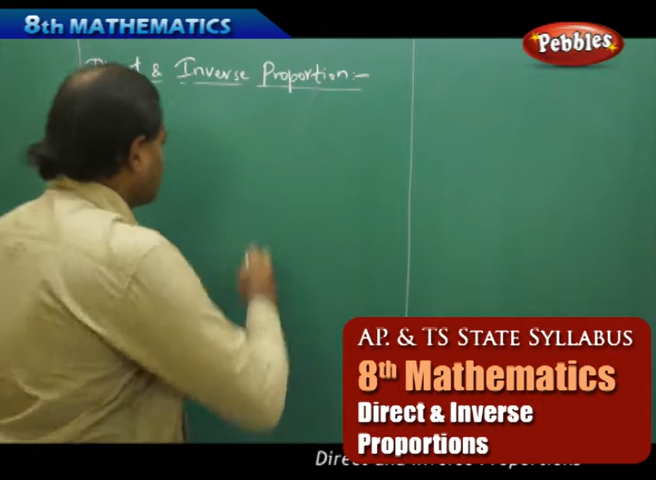 8th MATHEMATICS
Pebbles
& Inverse Proportion:-
AP. & TS STATE SYLLABUS
8th Mathematics
Direct & Inverse
Proportions